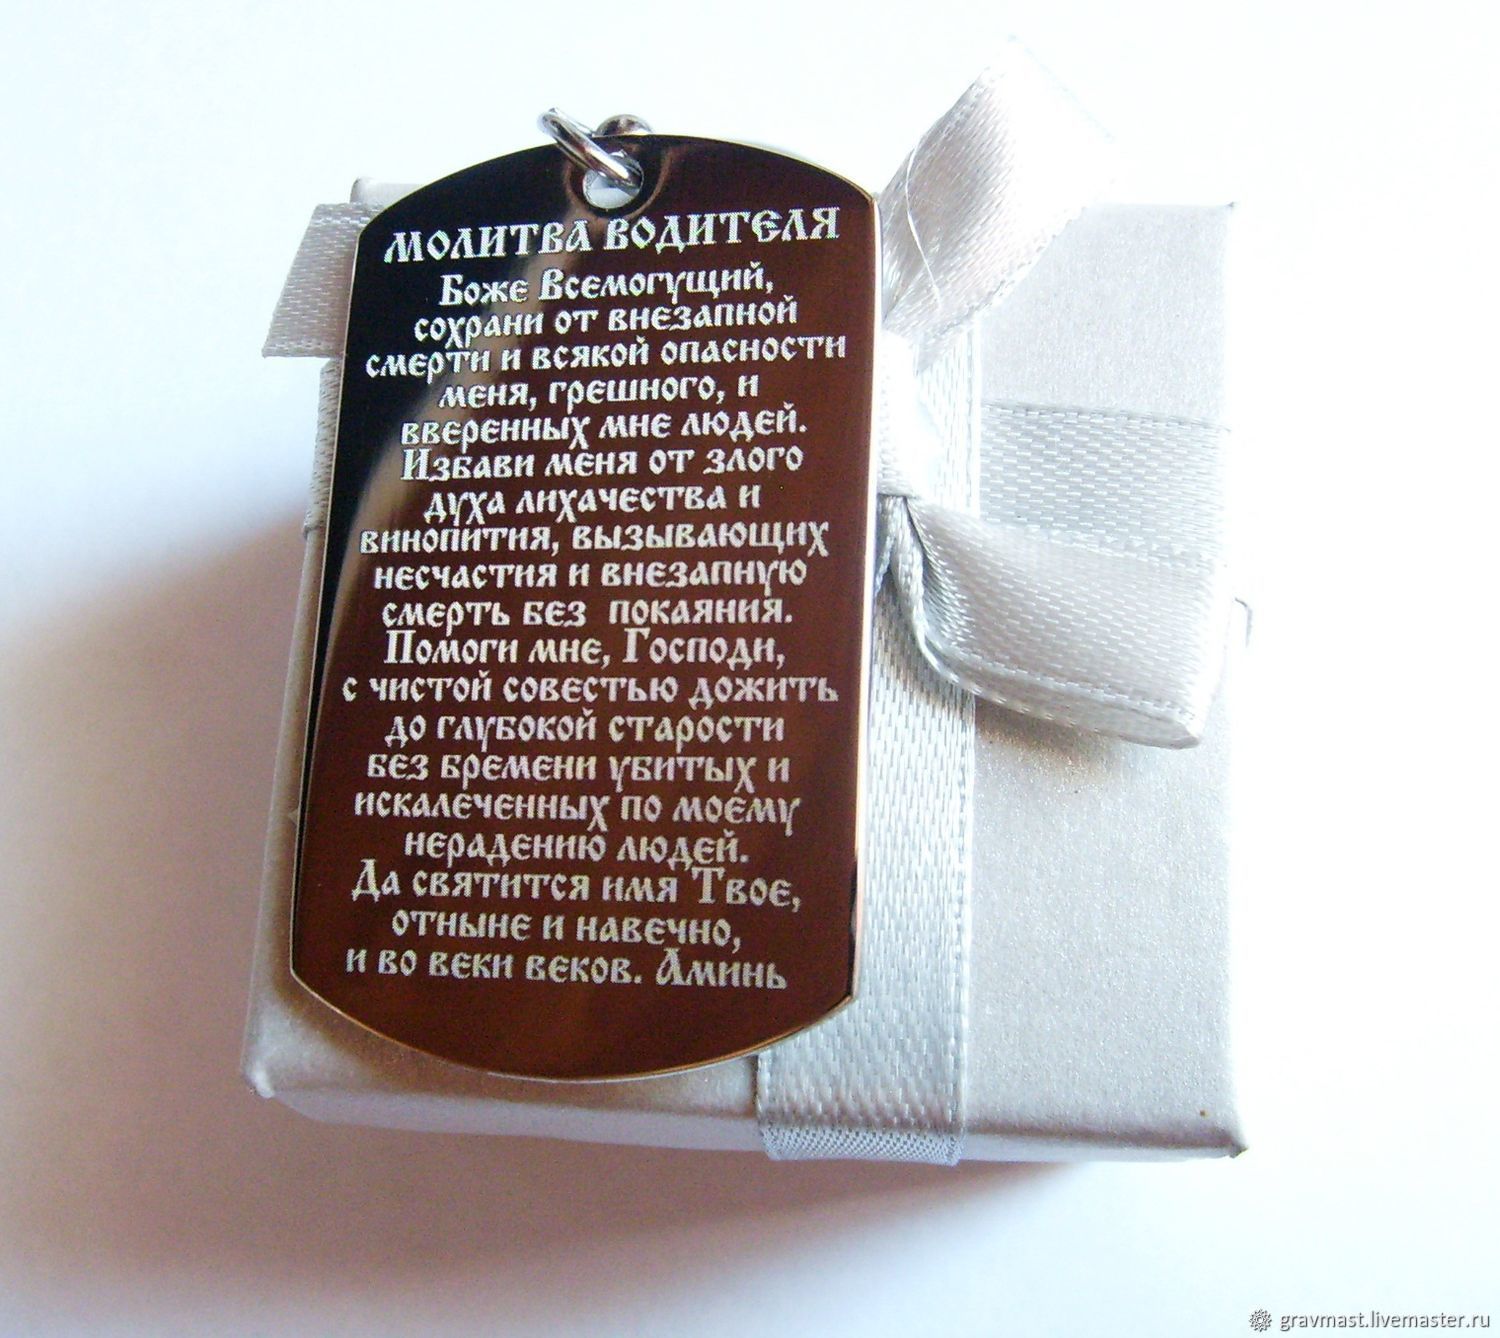 Молитва водителя
Боже Всемогущий,
сохрани от внезапной
смерти и всякой опасности
меня, грешного, и
вверенных мне людей.
Избави меня от злого
духа лихачества и
винопития, вызывающих
несчастия и внезапную
смерть без покаяния.
Помоги мне, Господи,
с чистой совестью дожить
до глубокой старости
без бремени убитых и
искалеченных по моему
нерадению людей.
Да святится имя Твое,
отныне и навечно,
и во веки веков. Аминь
gravmast.livemaster.ru